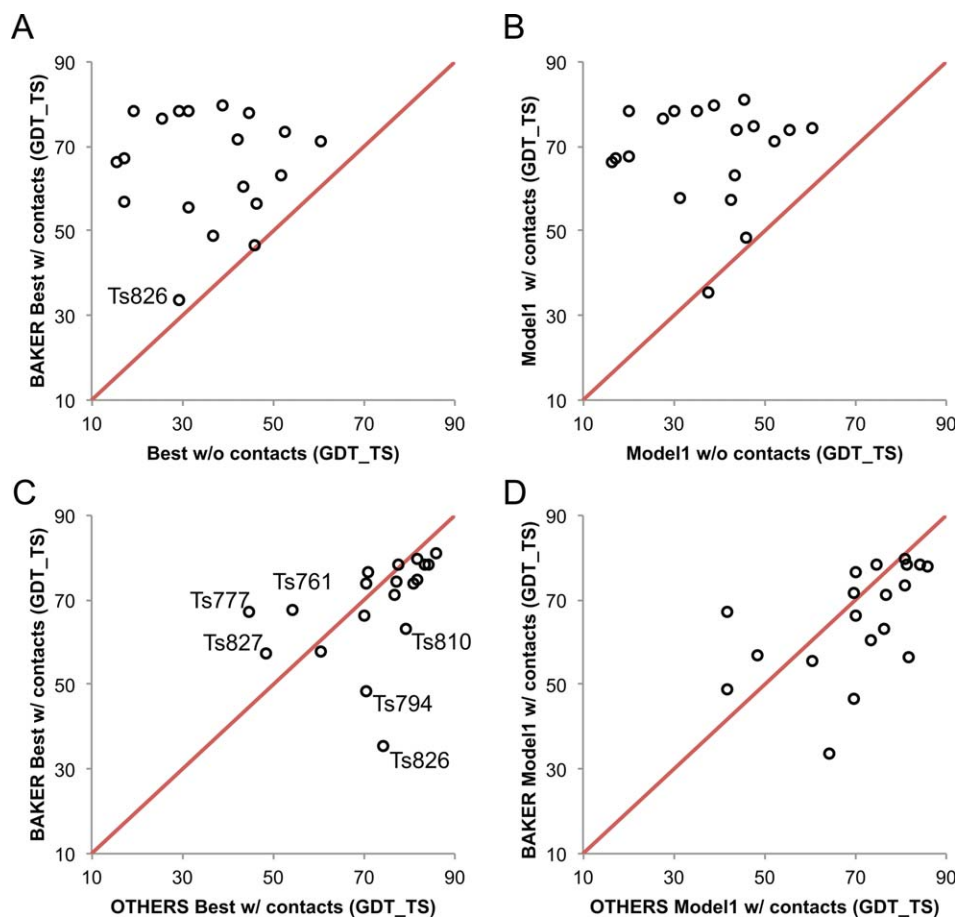 A
BAKER Best w/ contacts (GDT_TS)
90
70
50
30
10
Ts826
10 30 50 70 90
Best w/o contacts (GDT_TS)
B
Model1 w/ contacts (GDT_TS)
90
70
50
30
10
10 30 50 70 90
Model1 w/o contacts (GDT_TS)
C
BAKER Best w/ contacts (GDT_TS)
90
70
50
30
10
Ts777
Ts761
Ts827
Ts810
Ts794
Ts826
10 30 50 70 90
OTHERS Best w/ contacts (GDT_TS)
D
BAKER Model1 w/ contacts (GDT_TS)
90
70
50
30
10
10 30 50 70 90
OTHERS Model1 w/ contacts (GDT_TS)